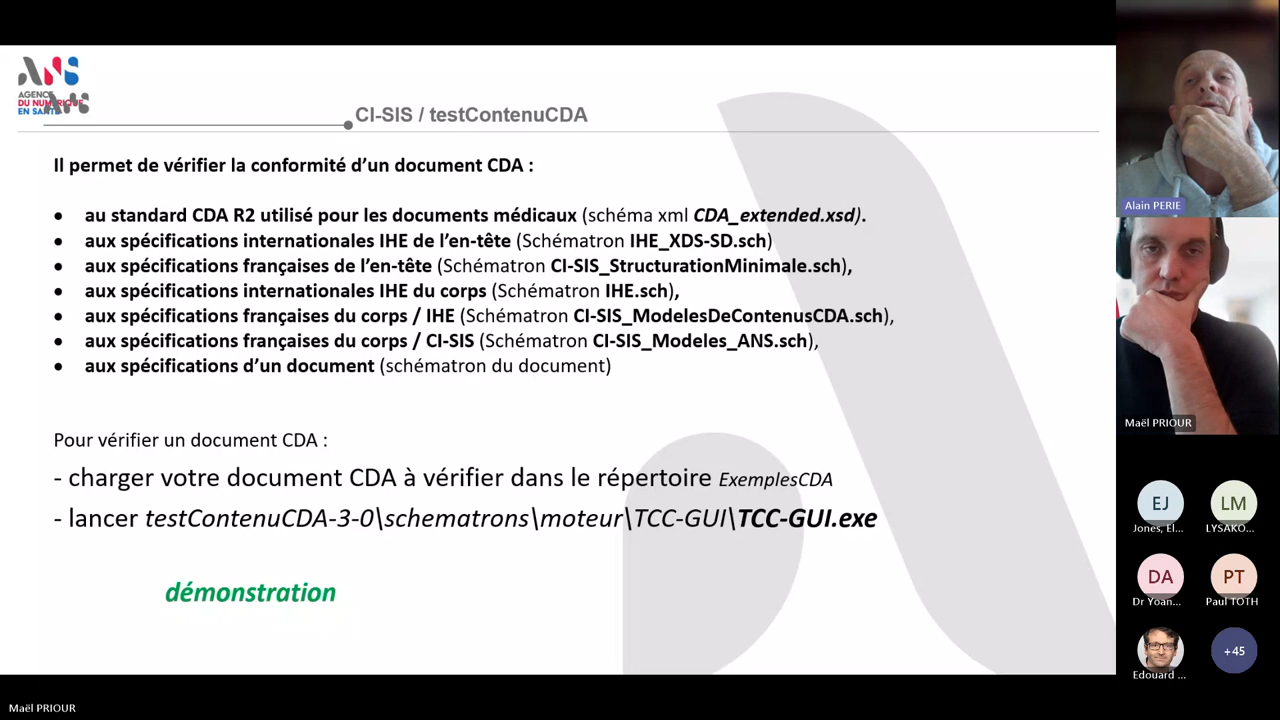 ANS
AGENCE
DU NUMÉRIQUE
EN SANTÉ
CI-SIS / testContenuCDA
Il permet de vérifier la conformité d’un document CDA :
• au standard CDA R2 utilisé pour les documents médicaux (schéma xml CDA_extended.xsd).
• aux spécifications internationales IHE de l’en-tête (Schématron IHE_XDS-SD.sch)
• aux spécifications françaises de l’en-tête (Schématron CI-SIS_StructurationMinimale.sch),
• aux spécifications internationales IHE du corps (Schématron IHE.sch),
• aux spécifications françaises du corps / IHE (Schématron CI-SIS_ModelesDeContenusCDA.sch),
• aux spécifications françaises du corps / CI-SIS (Schématron CI-SIS_Modeles_ANS.sch),
• aux spécifications d’un document (schématron du document)
Pour vérifier un document CDA :
- charger votre document CDA à vérifier dans le répertoire ExemplesCDA
- lancer testContenuCDA-3-0\schematrons\moteur\TCC-GUI\TCC-GUI.exe
démonstration
Alain PERIE
Maël PRIOUR
EJ
LM
Jones, El...
LYSAKO...
DA
PT
Dr Yoan...
Paul TOTH
+45
Edouard ...
Maël PRIOUR